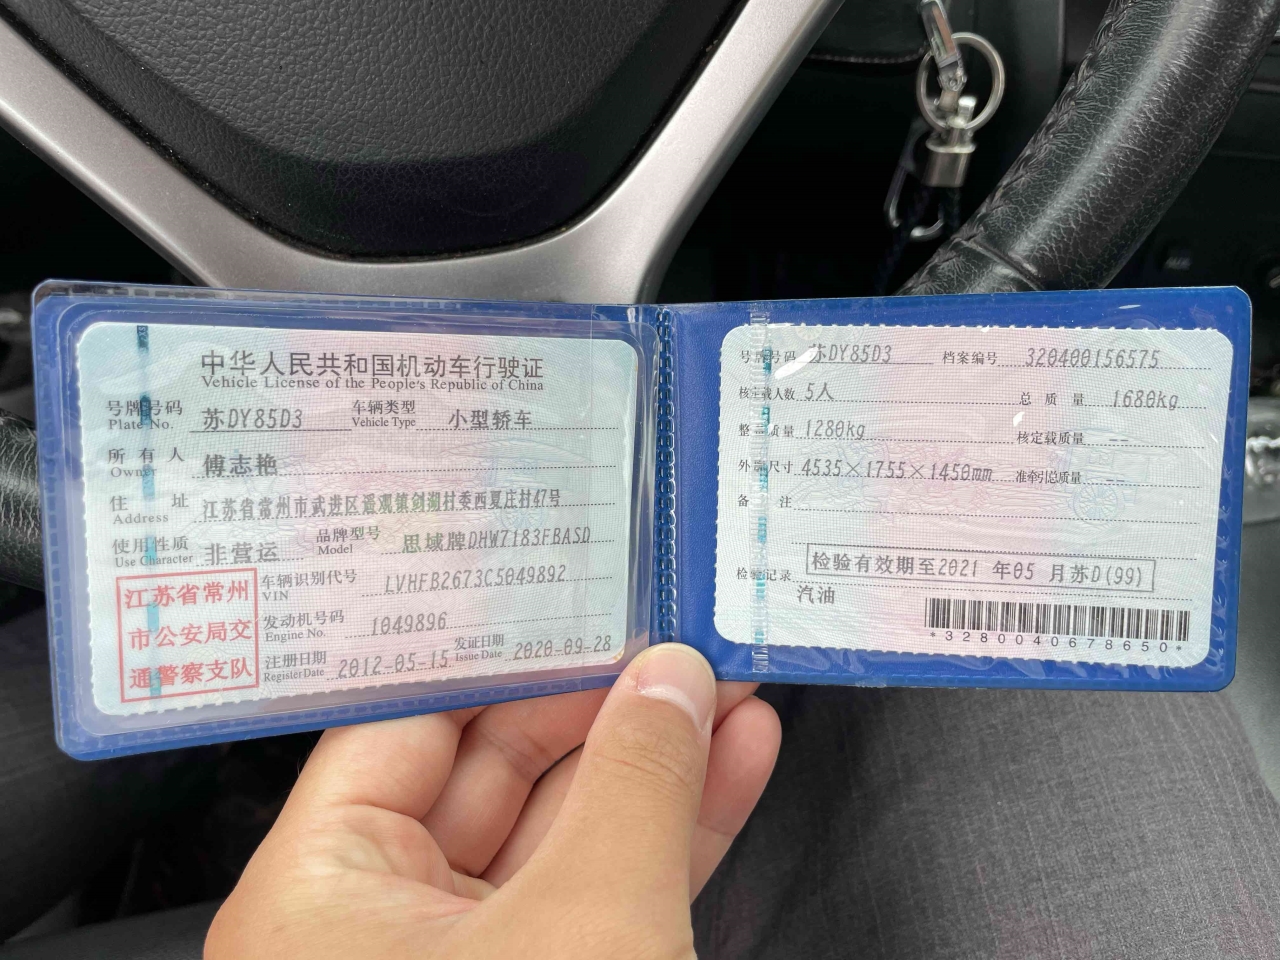 中华人民共和国机动车行驶证
Vehicle License of the People's Republic of China
号牌号码 苏DY85D3 车辆类型 小型轿车
Plate No. Vehicle Type
所有人 傅志艳
Owner
住址 江苏省常州市武进区遥观镇剑湖村委西夏庄村47号
Address
使用性质 非营运 品牌型号 思域牌DHW7183FBASD
Use Character Model
江苏省常州
市公安局交
通警察支队
车辆识别代号 LVHFB2673C5049892
VIN
发动机号码 1049896
Engine No.
注册日期 2012-05-15 发证日期 2020-09-28
Register Date Issue Date
号牌号码 苏DY85D3 档案编号 320400156575
核定载人数 5人 总质量 1680kg
整备质量 1280kg 核定载质量 --
外廓尺寸 4535×1755×1450mm 准牵引总质量 --
备注
检验记录 检验有效期至2021 年05 月苏D(99)
汽油
*3280040678650*